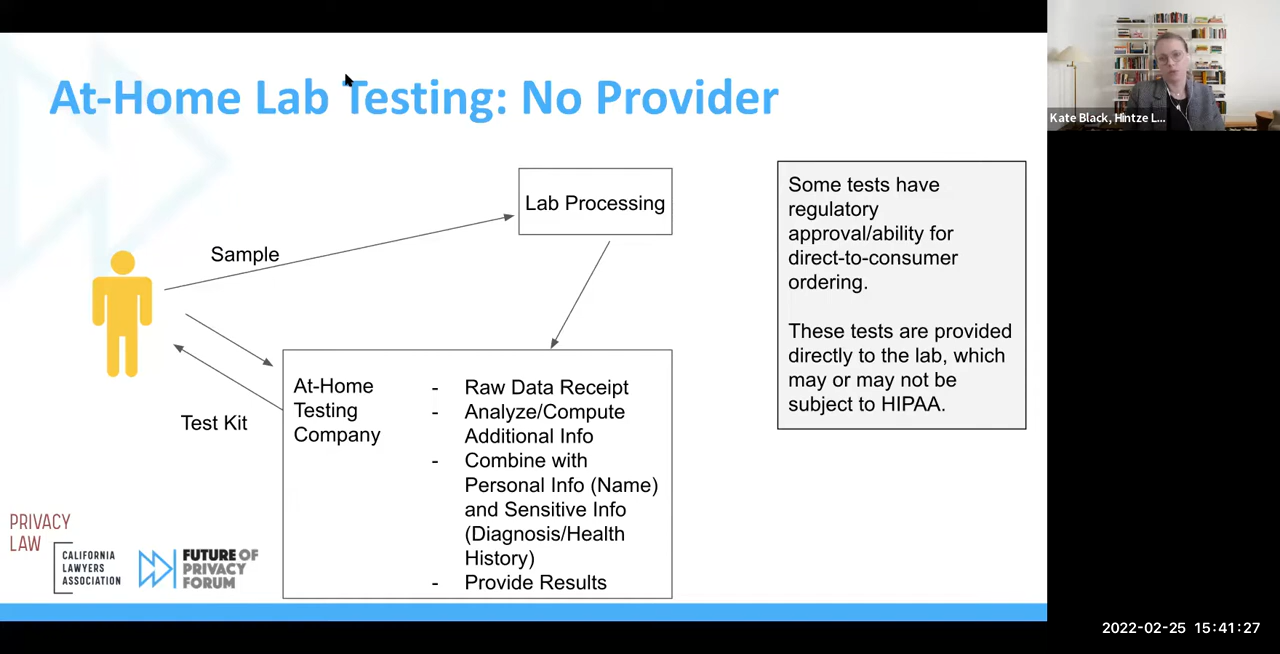 At-Home Lab Testing: No Provider
Kate Black, Hintze L...
Lab Processing
Sample
Test Kit
At-Home
Testing
Company
- Raw Data Receipt
- Analyze/Compute
Additional Info
- Combine with
Personal Info (Name)
and Sensitive Info
(Diagnosis/Health
History)
- Provide Results
Some tests have
regulatory
approval/ability for
direct-to-consumer
ordering.
These tests are provided
directly to the lab, which
may or may not be
subject to HIPAA.
PRIVACY
LAW
CALIFORNIA
LAWYERS
ASSOCIATION
FUTURE OF
PRIVACY
FORUM
2022-02-25 15:41:27